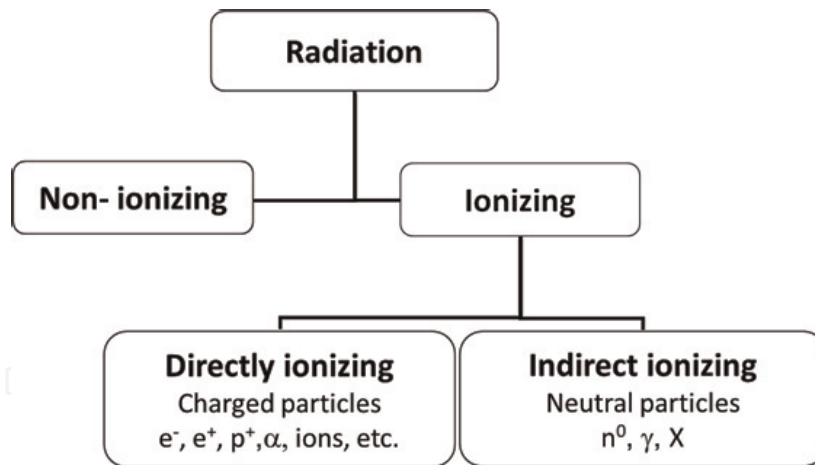 Radiation
Non- ionizing
Ionizing
Directly ionizing
Charged particles
e⁻, e⁺, p⁺,α, ions, etc.
Indirect ionizing
Neutral particles
n⁰, γ, X